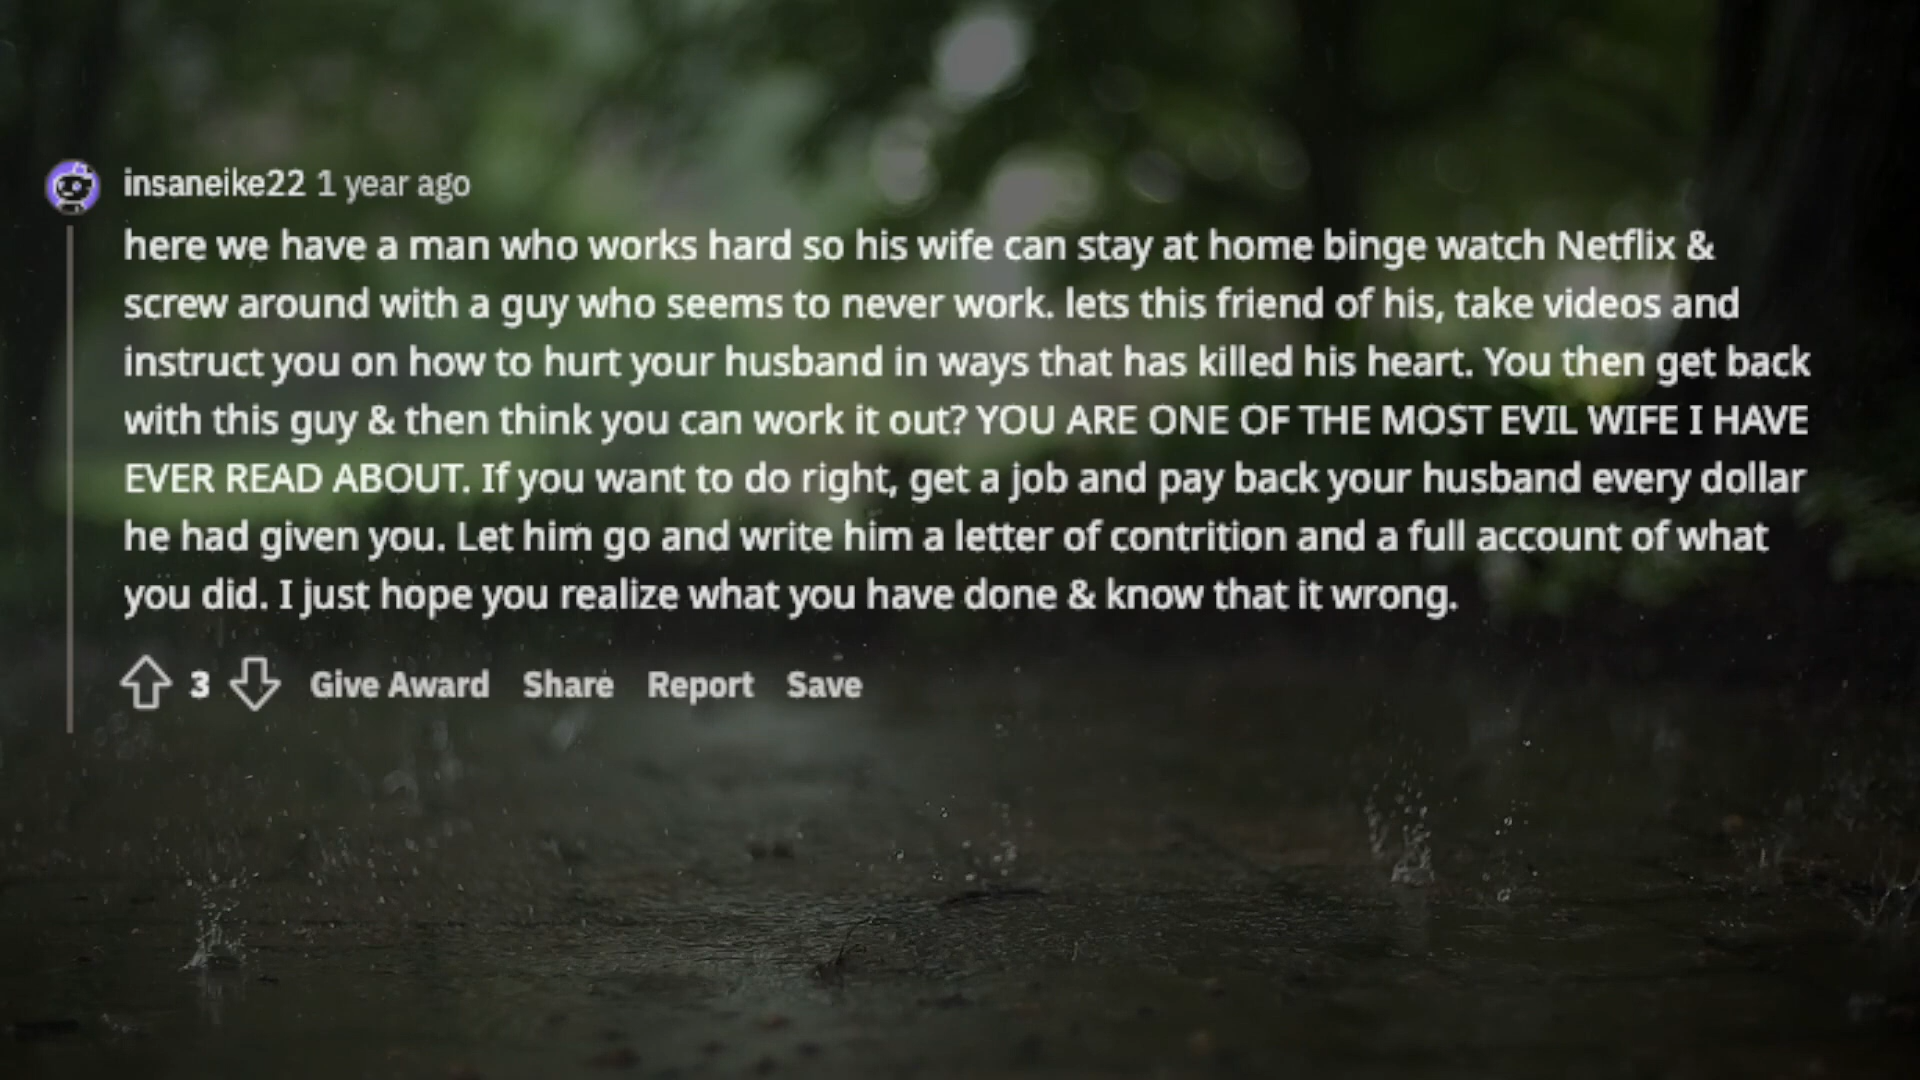 insaneike22 1 year ago
here we have a man who works hard so his wife can stay at home binge watch Netflix &
screw around with a guy who seems to never work. lets this friend of his, take videos and
instruct you on how to hurt your husband in ways that has killed his heart. You then get back
with this guy & then think you can work it out? YOU ARE ONE OF THE MOST EVIL WIFE I HAVE
EVER READ ABOUT. If you want to do right, get a job and pay back your husband every dollar
he had given you. Let him go and write him a letter of contrition and a full account of what
you did. I just hope you realize what you have done & know that it wrong.
3 Give Award Share Report Save